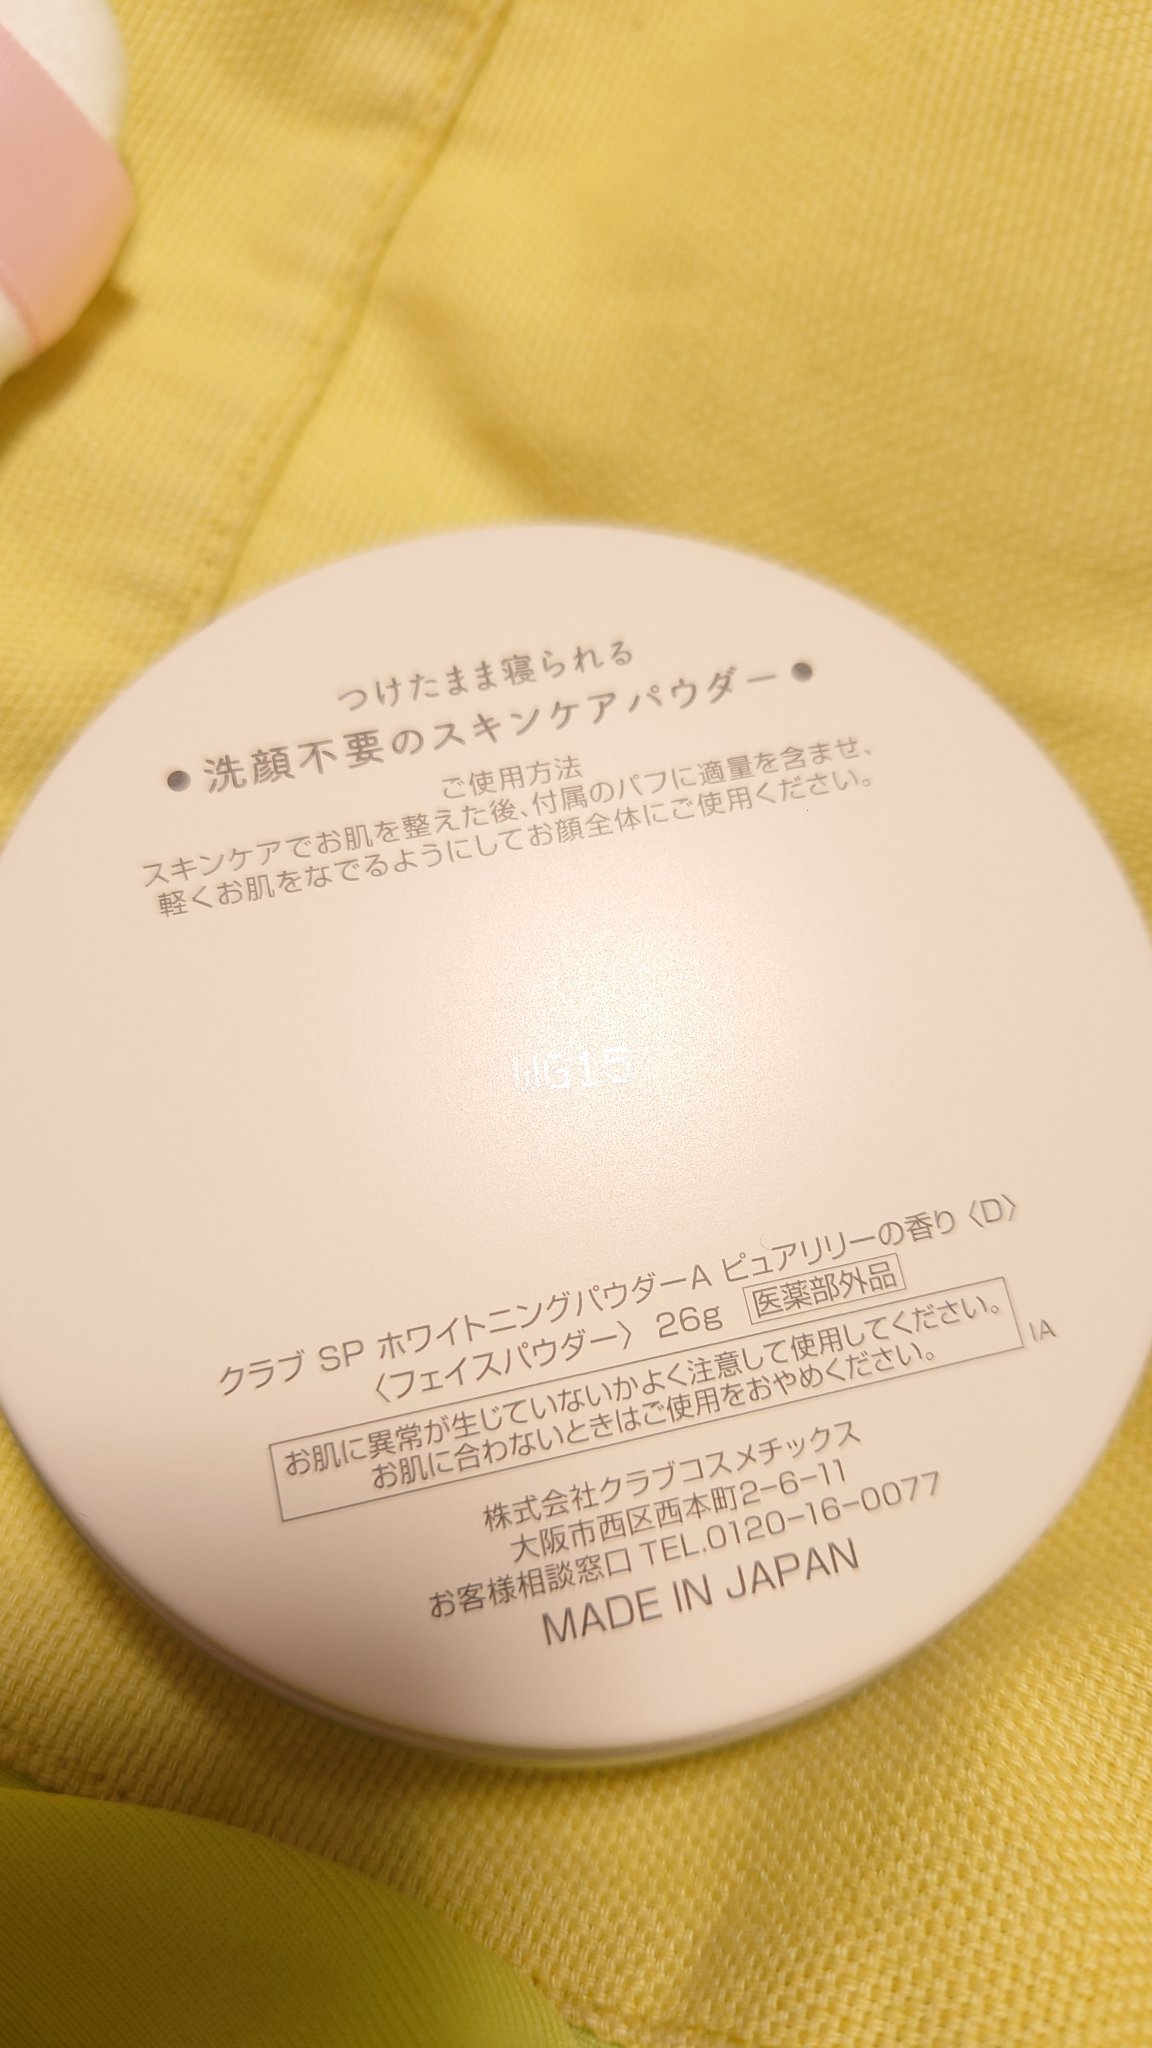 つけたまま寝られる
●洗顔不要のスキンケアパウダー●
ご使用方法
スキンケアでお肌を整えた後、付属のパフに適量を含ませ、
軽くお肌をなでるようにしてお顔全体にご使用ください。
クラブ SP ホワイトニングパウダーA ピュアリリーの香り〈D〉
〈フェイスパウダー〉 26g 医薬部外品
お肌に異常が生じていないかよく注意して使用してください。
お肌に合わないときはご使用をおやめください。
IA
株式会社クラブコスメチックス
大阪市西区西本町2-6-11
お客様相談窓口 TEL.0120-16-0077
MADE IN JAPAN